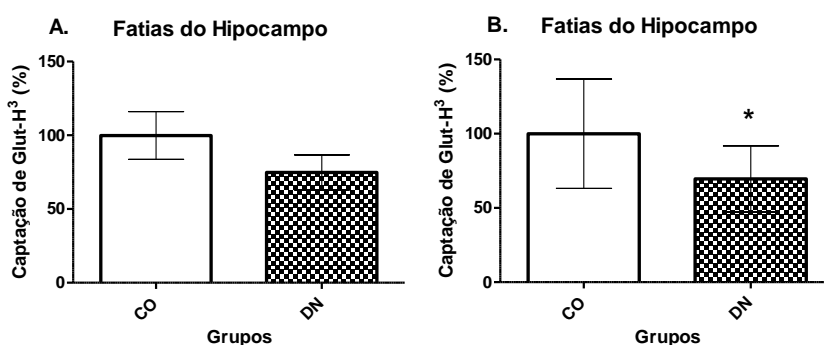 A. Fatias do Hipocampo
Captação de Glut-H³ (%)
150
100
50
0
CO
DN
Grupos
B. Fatias do Hipocampo
Captação de Glut-H³ (%)
150
100
50
0
*
CO
DN
Grupos